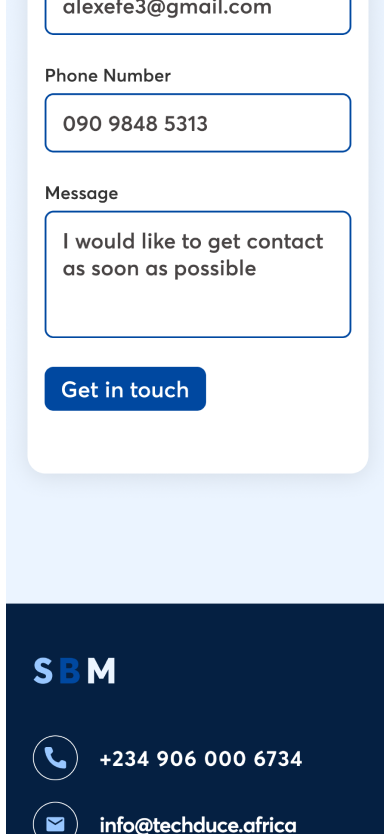 alexefe3@gmail.com
Phone Number
090 9848 5313
Message
I would like to get contact
as soon as possible
Get in touch
SBM
+234 906 000 6734
info@techduce.africa